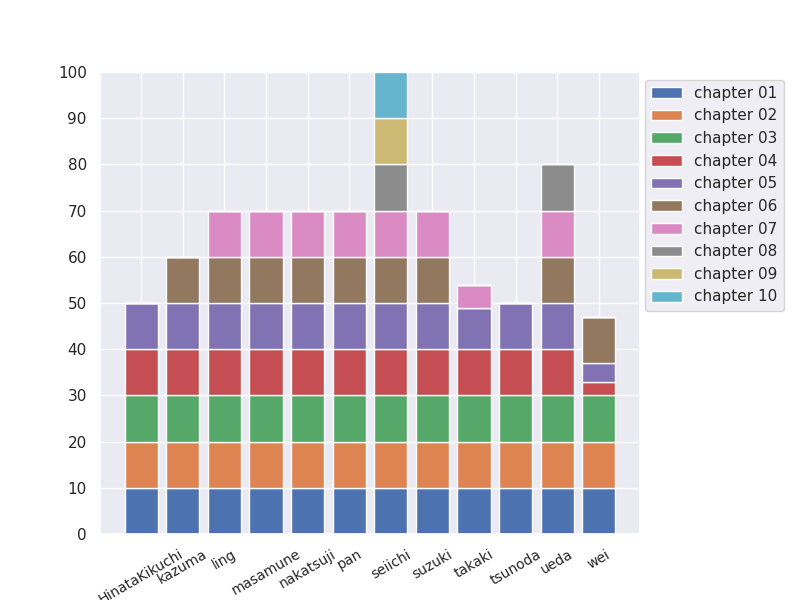 100
90
80
70
60
50
40
30
20
10
0
HinataKikuchi
kazuma
ling
masamune
nakatsuji
pan
seiichi
suzuki
takaki
tsunoda
ueda
wei
chapter 01
chapter 02
chapter 03
chapter 04
chapter 05
chapter 06
chapter 07
chapter 08
chapter 09
chapter 10